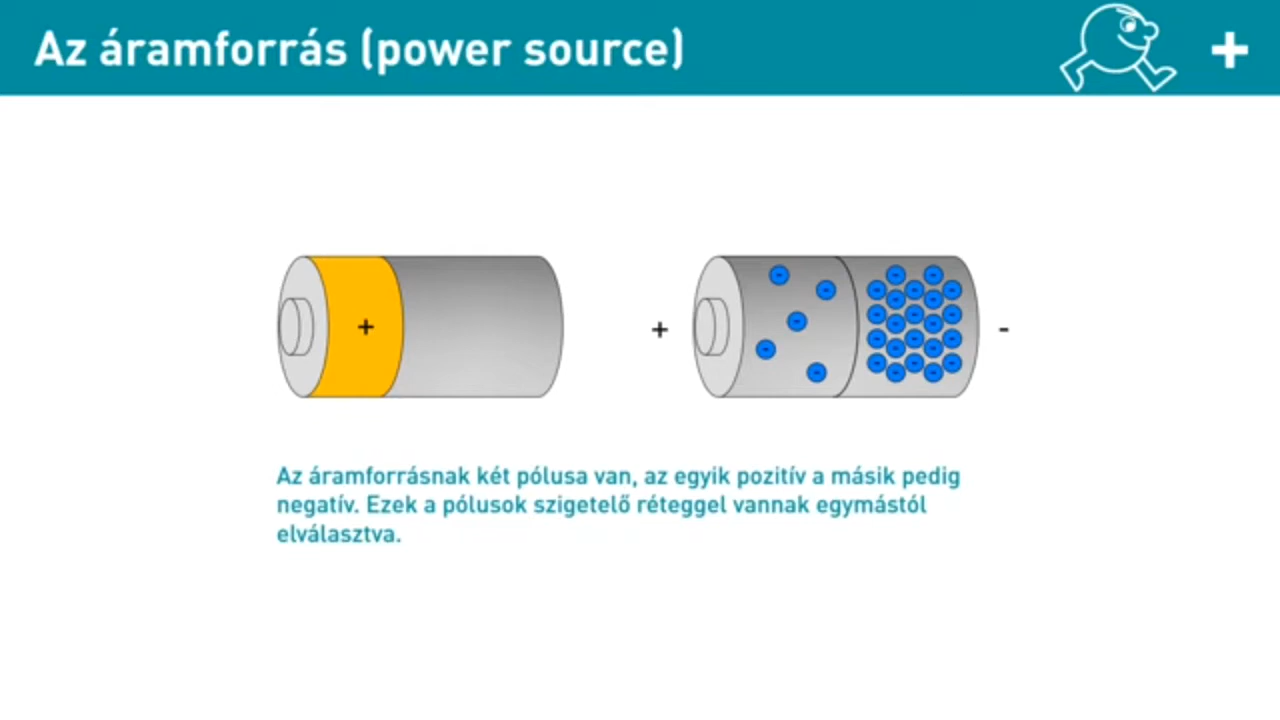 Az áramforrás (power source)
+
+
+
-
Az áramforrásnak két pólusa van, az egyik pozitív a másik pedig
negatív. Ezek a pólusok szigetelő réteggel vannak egymástól
elválasztva.